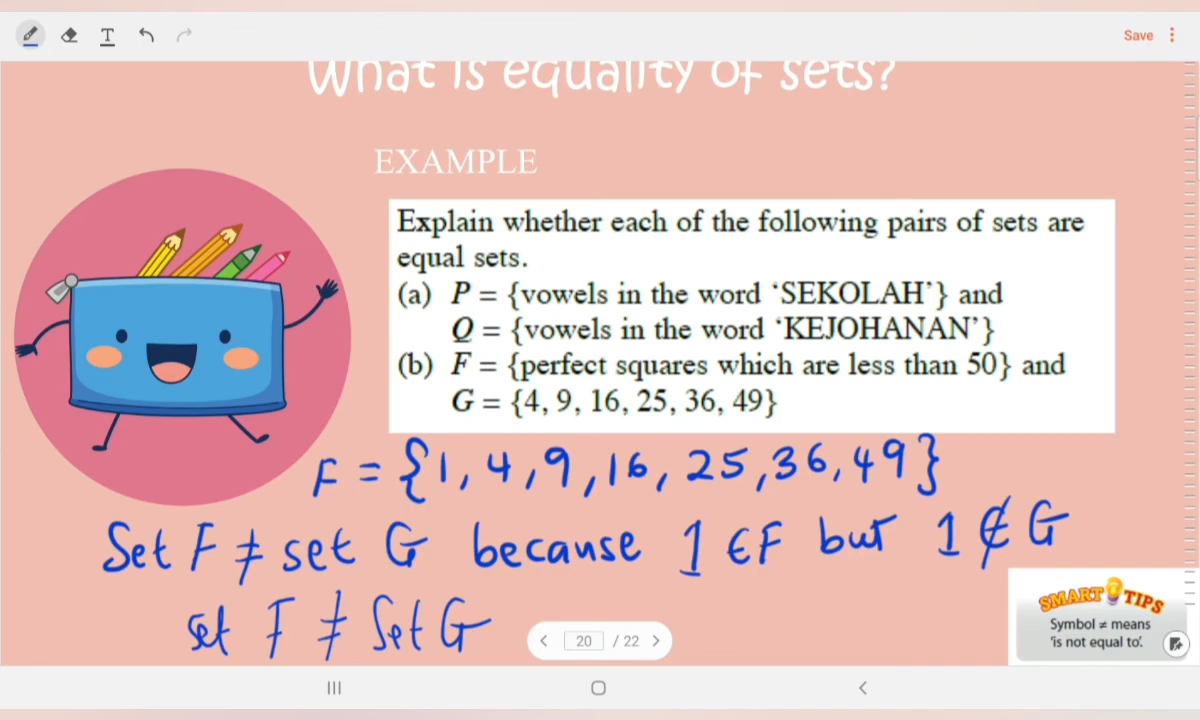 T
Save
What is equality of sets?
EXAMPLE
Explain whether each of the following pairs of sets are
equal sets.
(a) P = {vowels in the word ‘SEKOLAH’} and
Q = {vowels in the word ‘KEJOHANAN’}
(b) F = {perfect squares which are less than 50} and
G = {4, 9, 16, 25, 36, 49}
F = {1, 4, 9, 16, 25, 36, 49}
Set F ≠ set G because 1 ∈ F but 1 ∉ G
set F ≠ Set G
SMART TIPS
Symbol ≠ means
‘is not equal to’.
< 20 / 22 >